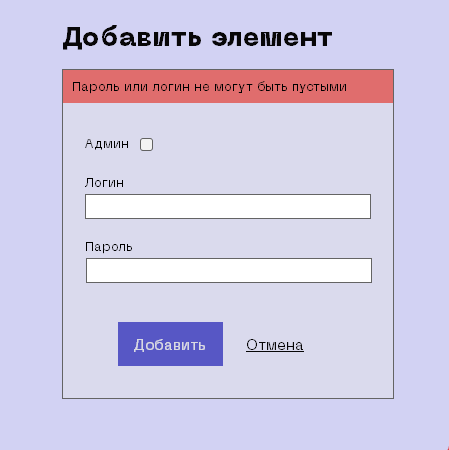 Добавить элемент
Пароль или логин не могут быть пустыми
Админ
Логин
Пароль
Добавить Отмена